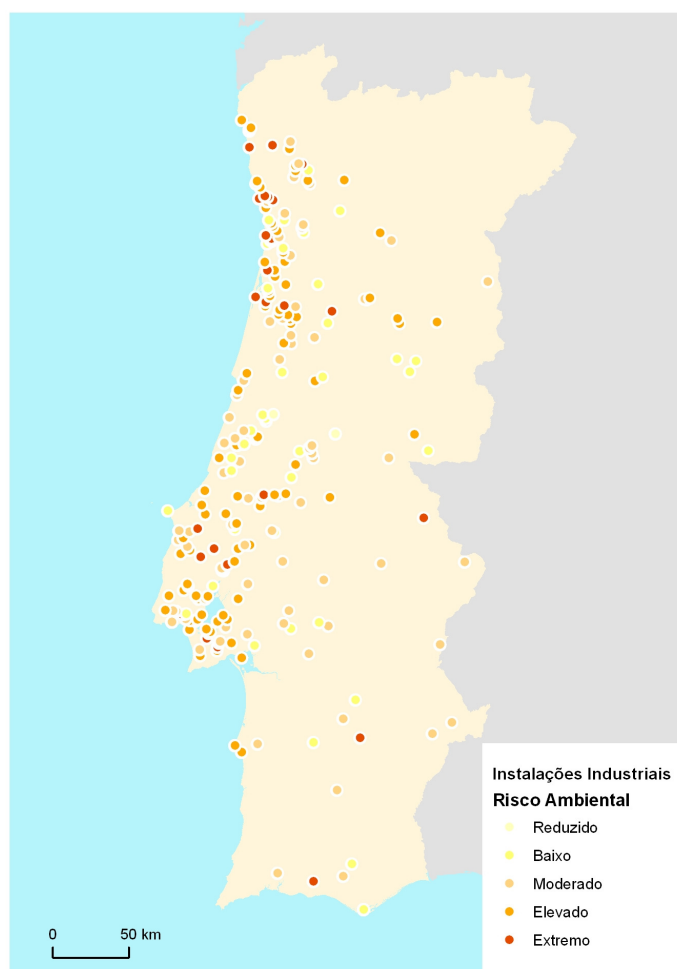 Instalações Industriais
Risco Ambiental
Reduzido
Baixo
Moderado
Elevado
Extremo
0 50 km